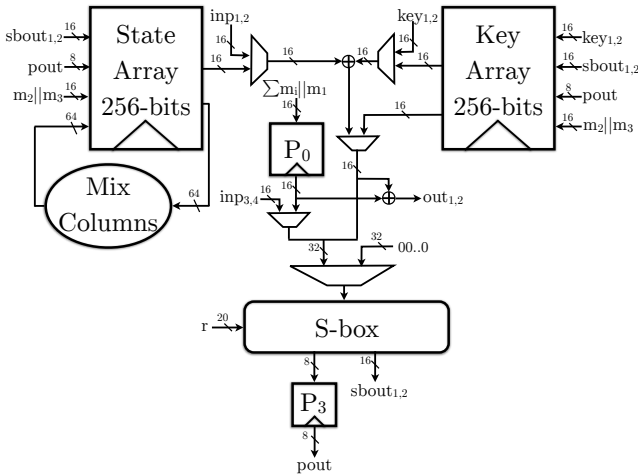 inp1,2
key1,2
16
16
sbout1,2
16
State
Array
256-bits
16
16
16
16
Key
Array
256-bits
16
key1,2
pout
8
16
sbout1,2
m2||m3
16
∑mi||m1
16
8
pout
64
16
16
m2||m3
P0
16
Mix
Columns
64
inp3,4
16
16
out1,2
32
32
00..0
r
20
S-box
8
16
sbout1,2
P3
8
pout